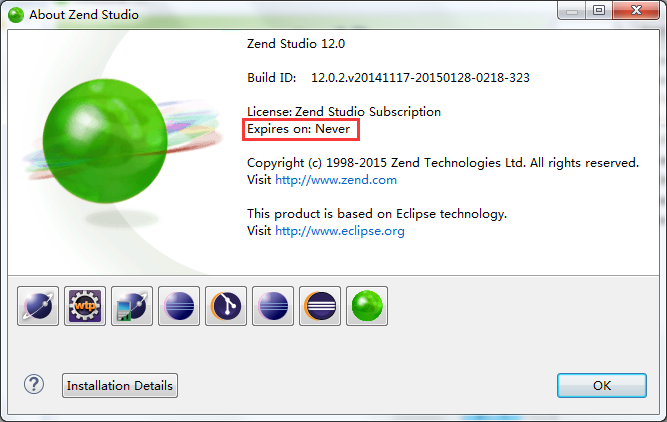 About Zend Studio
Zend Studio 12.0
Build ID: 12.0.2.v20141117-20150128-0218-323
License: Zend Studio Subscription
Expires on: Never
Copyright (c) 1998-2015 Zend Technologies Ltd. All rights reserved.
Visit http://www.zend.com
This product is based on Eclipse technology.
Visit http://www.eclipse.org
wtp
?
Installation Details
OK